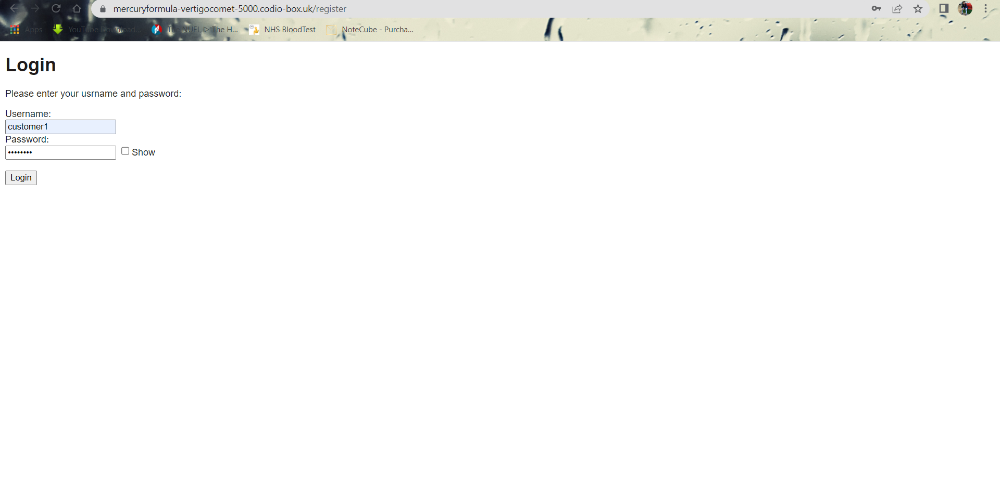 mercuryformula-vertigocomet-5000.codio-box.uk/register
Apps YouTube Download... The NUEL ▷ The H... NHS BloodTest NoteCube - Purcha...
Login
Please enter your usrname and password:
Username:
customer1
Password:
•••••••• Show
Login